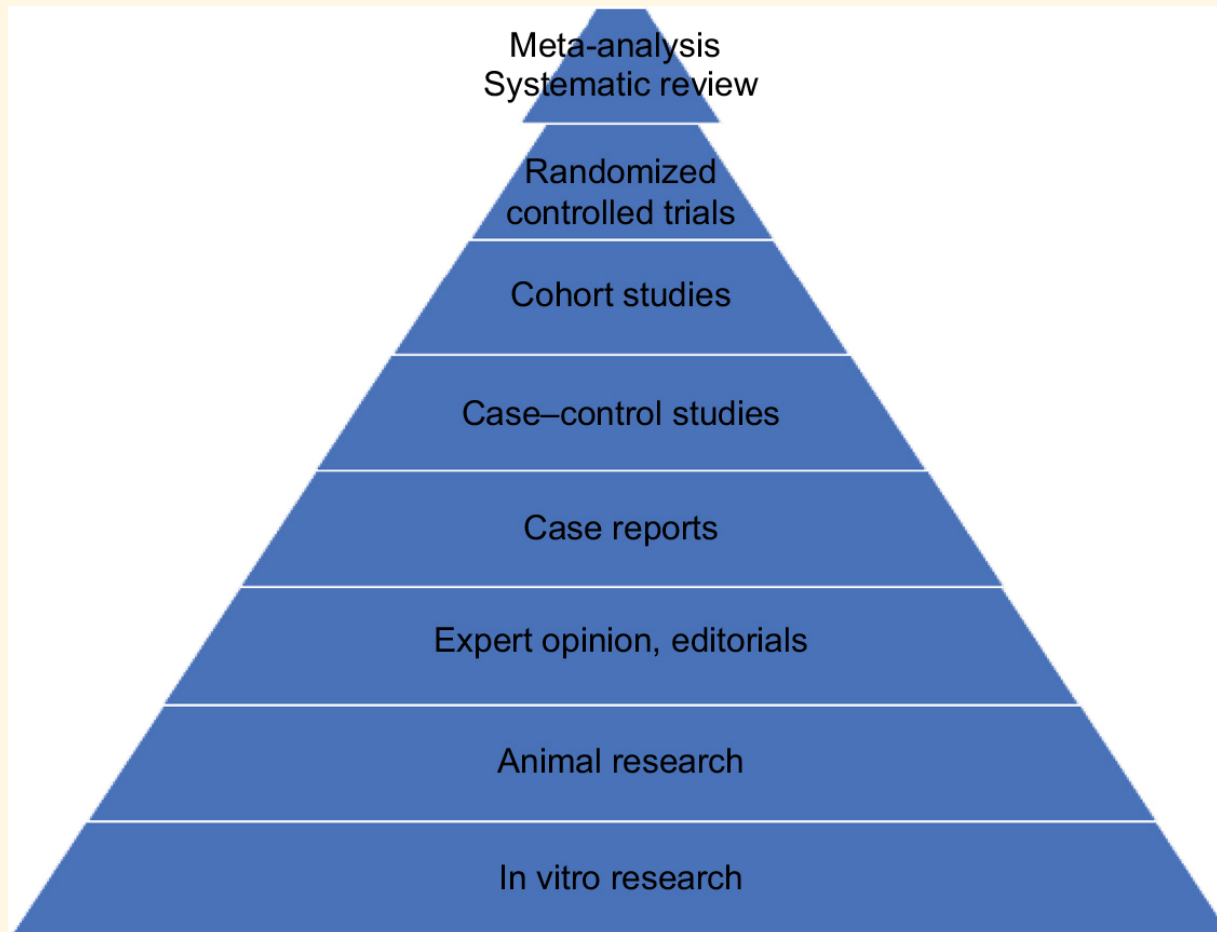 Meta-analysis
Systematic review
Randomized
controlled trials
Cohort studies
Case–control studies
Case reports
Expert opinion, editorials
Animal research
In vitro research